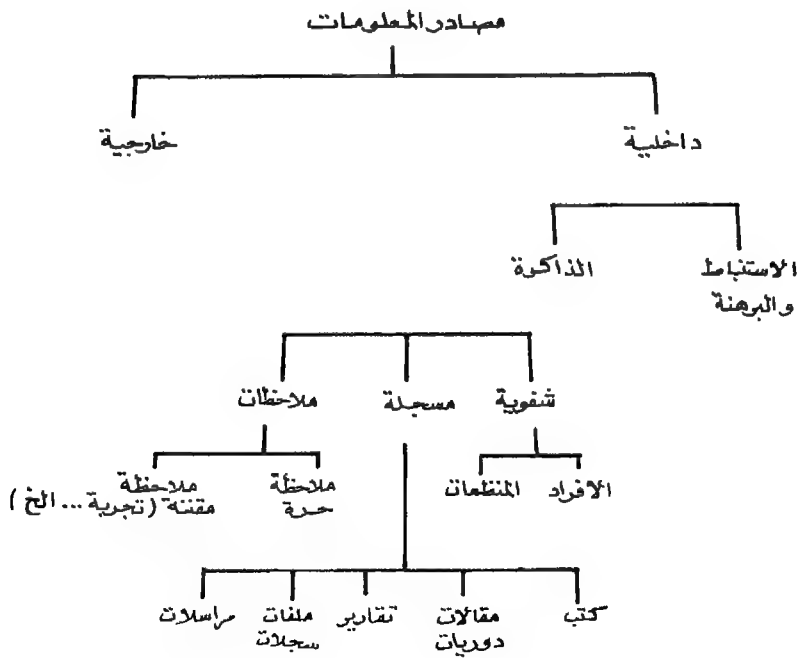 مصادر المعلومات
داخلية
خارجية
الاستنباط
والبرهنة
الذاكرة
شفوية
مسجلة
ملاحظات
الافراد
المنظمات
ملاحظة
حرة
ملاحظة
مقننة (تجربة ... الخ )
كتب
مقالات
دوريات
تقارير
ملفات
سجلات
مراسلات